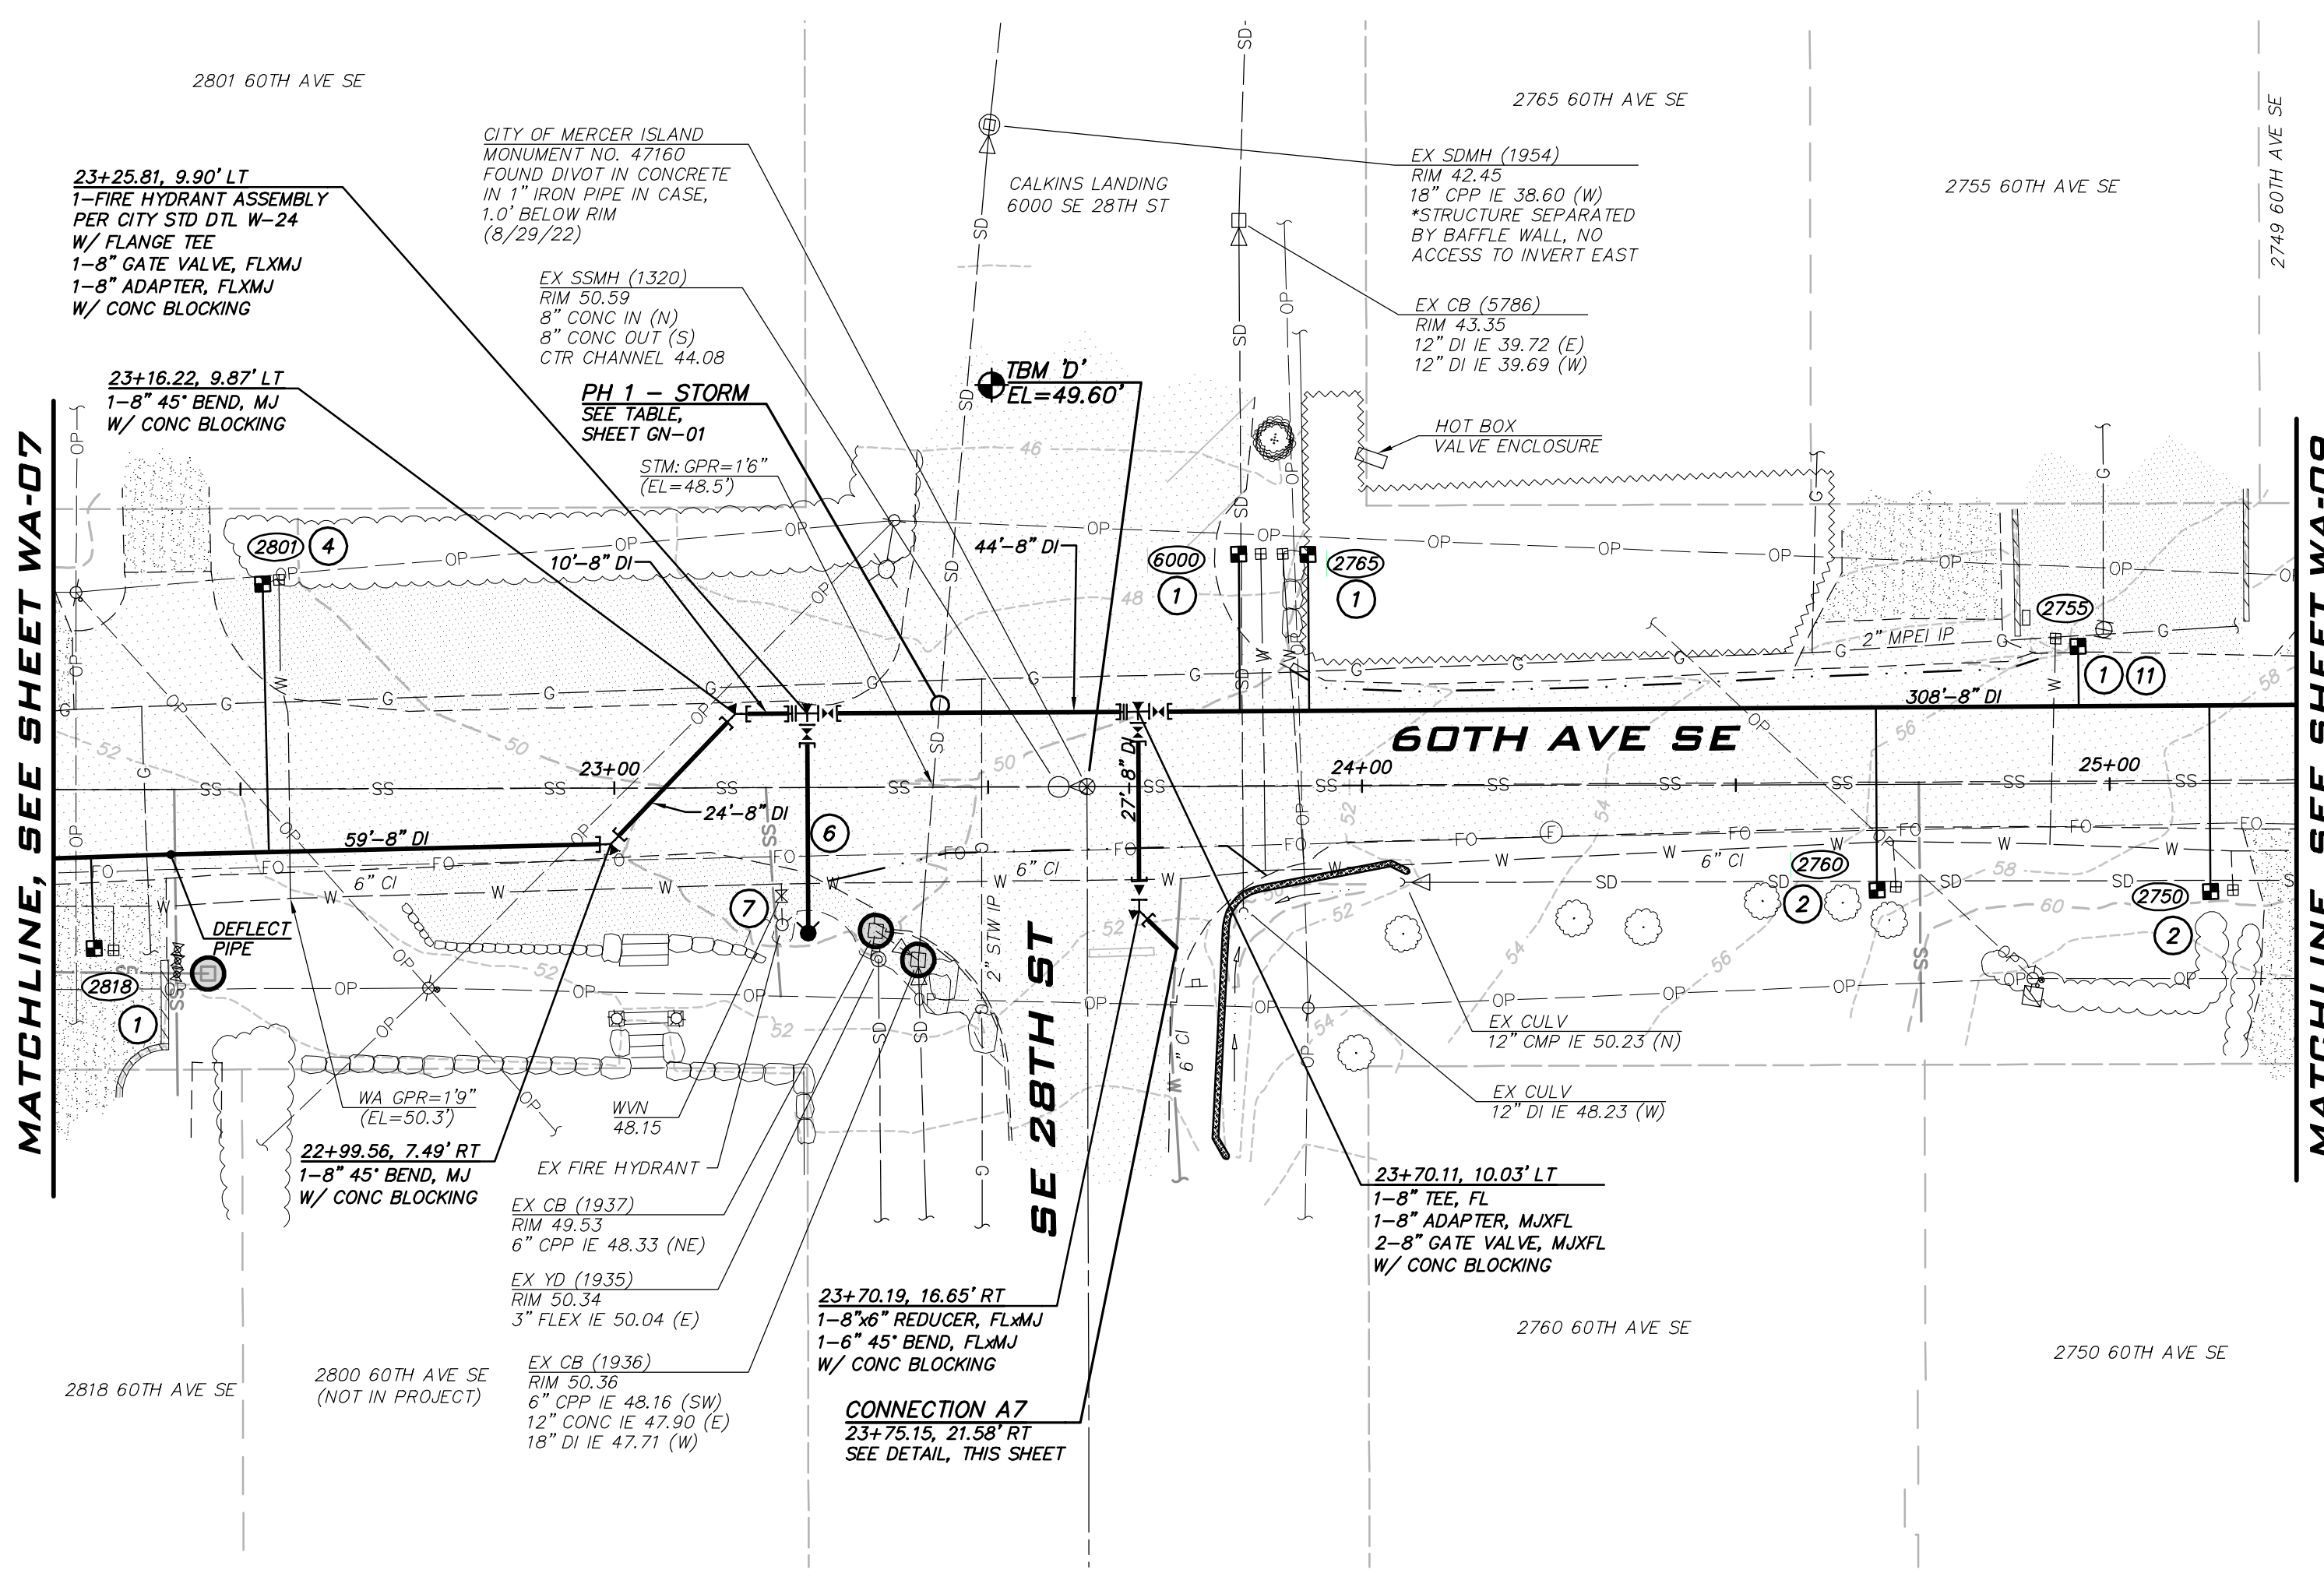 2801 60TH AVE SE
2765 60TH AVE SE
2755 60TH AVE SE
2749 60TH AVE SE
23+25.81, 9.90' LT
1-FIRE HYDRANT ASSEMBLY
PER CITY STD DTL W-24
W/ FLANGE TEE
1-8" GATE VALVE, FLXMJ
1-8" ADAPTER, FLXMJ
W/ CONC BLOCKING
23+16.22, 9.87' LT
1-8" 45° BEND, MJ
W/ CONC BLOCKING
CITY OF MERCER ISLAND
MONUMENT NO. 47160
FOUND DIVOT IN CONCRETE
IN 1" IRON PIPE IN CASE,
1.0' BELOW RIM
(8/29/22)
EX SSMH (1320)
RIM 50.59
8" CONC IN (N)
8" CONC OUT (S)
CTR CHANNEL 44.08
PH 1 - STORM
SEE TABLE,
SHEET GN-01
STM: GPR=1'6"
(EL=48.5')
CALKINS LANDING
6000 SE 28TH ST
TBM 'D'
EL=49.60'
EX SDMH (1954)
RIM 42.45
18" CPP IE 38.60 (W)
*STRUCTURE SEPARATED
BY BAFFLE WALL, NO
ACCESS TO INVERT EAST
EX CB (5786)
RIM 43.35
12" DI IE 39.72 (E)
12" DI IE 39.69 (W)
HOT BOX
VALVE ENCLOSURE
MATCHLINE, SEE SHEET WA-07
2801
4
10'-8" DI
44'-8" DI
6000
1
2765
1
2755
1
11
2" MPEI IP
308'-8" DI
46
48
50
50
52
52
54
56
58
60TH AVE SE
23+00
24+00
25+00
24'-8" DI
27'-8" DI
59'-8" DI
6
7
6" CI
6" CI
6" CI
DEFLECT
PIPE
2818
1
2760
2
2750
2
2" STW IP
SE 28TH ST
6" CI
52
52
52
52
54
54
56
58
60
WA GPR=1'9"
(EL=50.3')
22+99.56, 7.49' RT
1-8" 45° BEND, MJ
W/ CONC BLOCKING
WVN
48.15
EX FIRE HYDRANT
EX CB (1937)
RIM 49.53
6" CPP IE 48.33 (NE)
EX YD (1935)
RIM 50.34
3" FLEX IE 50.04 (E)
EX CB (1936)
RIM 50.36
6" CPP IE 48.16 (SW)
12" CONC IE 47.90 (E)
18" DI IE 47.71 (W)
23+70.19, 16.65' RT
1-8"x6" REDUCER, FLxMJ
1-6" 45° BEND, FLxMJ
W/ CONC BLOCKING
CONNECTION A7
23+75.15, 21.58' RT
SEE DETAIL, THIS SHEET
EX CULV
12" CMP IE 50.23 (N)
EX CULV
12" DI IE 48.23 (W)
23+70.11, 10.03' LT
1-8" TEE, FL
1-8" ADAPTER, MJXFL
2-8" GATE VALVE, MJXFL
W/ CONC BLOCKING
2818 60TH AVE SE
2800 60TH AVE SE
(NOT IN PROJECT)
2760 60TH AVE SE
2750 60TH AVE SE